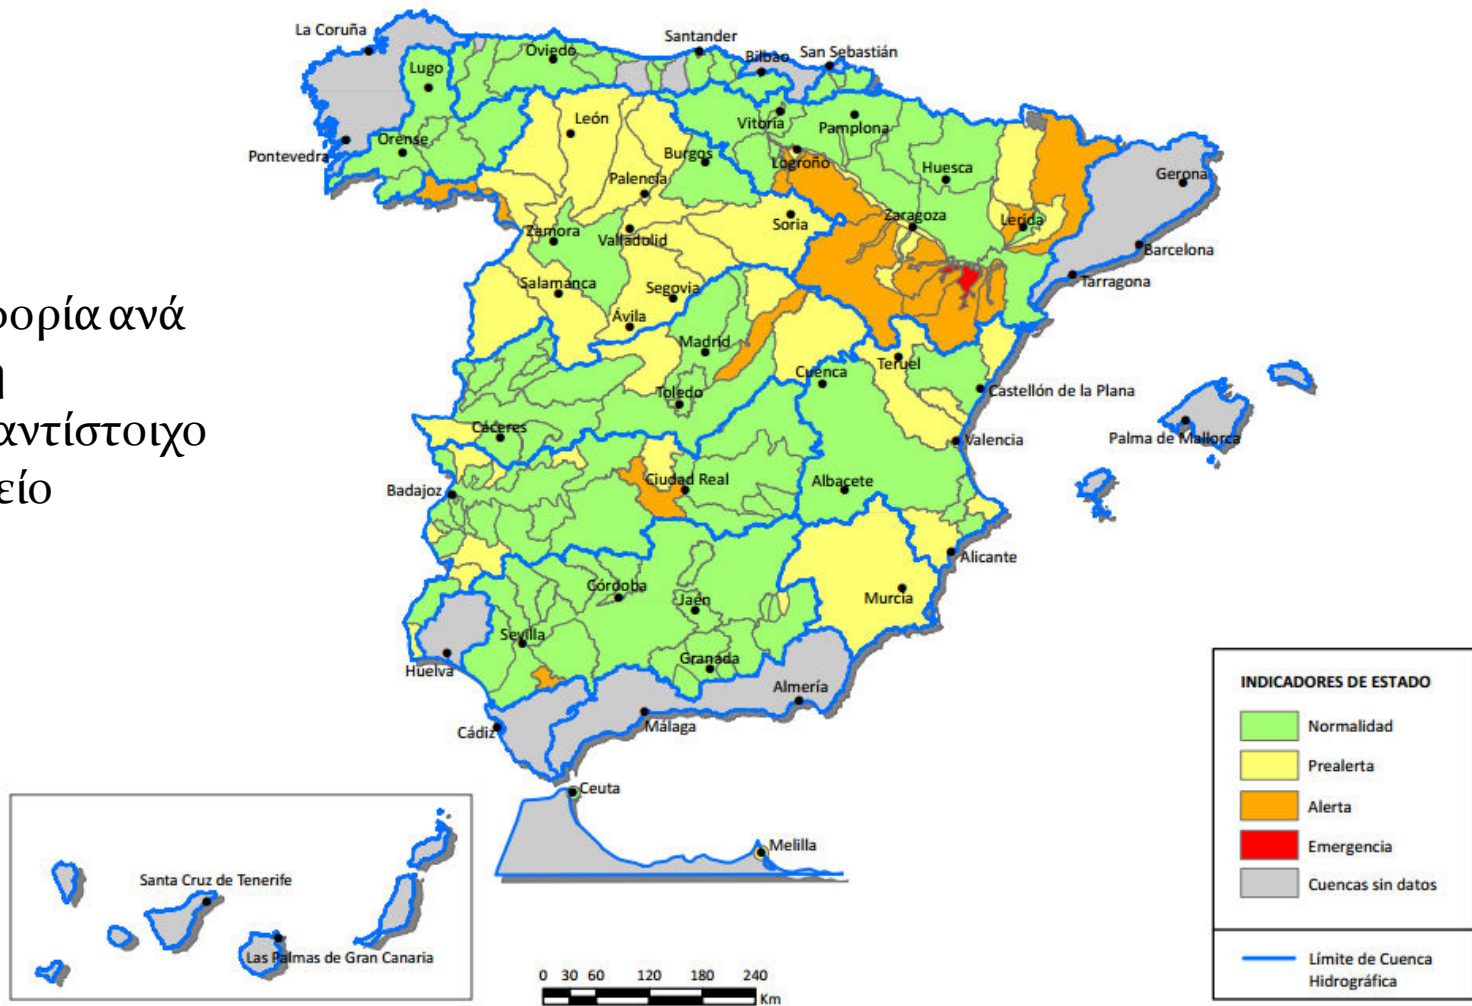 La Coruña
Santander
Oviedo
San Sebastián
Bilbao
Lugo
León
Vitoria
Pamplona
Orense
Pontevedra
Burgos
Logroño
Huesca
Gerona
Palencia
Zaragoza
Lerida
Soria
Zamora
Valladolid
Barcelona
Salamanca
Segovia
Tarragona
Ávila
Madrid
Teruel
Cuenca
Toledo
Castellón de la Plana
Cáceres
Valencia
Palma de Mallorca
Badajoz
Ciudad Real
Albacete
Alicante
Córdoba
Jaén
Murcia
Sevilla
Huelva
Granada
Almería
Cádiz
Málaga
Ceuta
Melilla
Santa Cruz de Tenerife
Las Palmas de Gran Canaria
0 30 60 120 180 240
Km
ορία ανά
αντίστοιχο
είο
INDICADORES DE ESTADO
Normalidad
Prealerta
Alerta
Emergencia
Cuencas sin datos
Límite de Cuenca
Hidrográfica